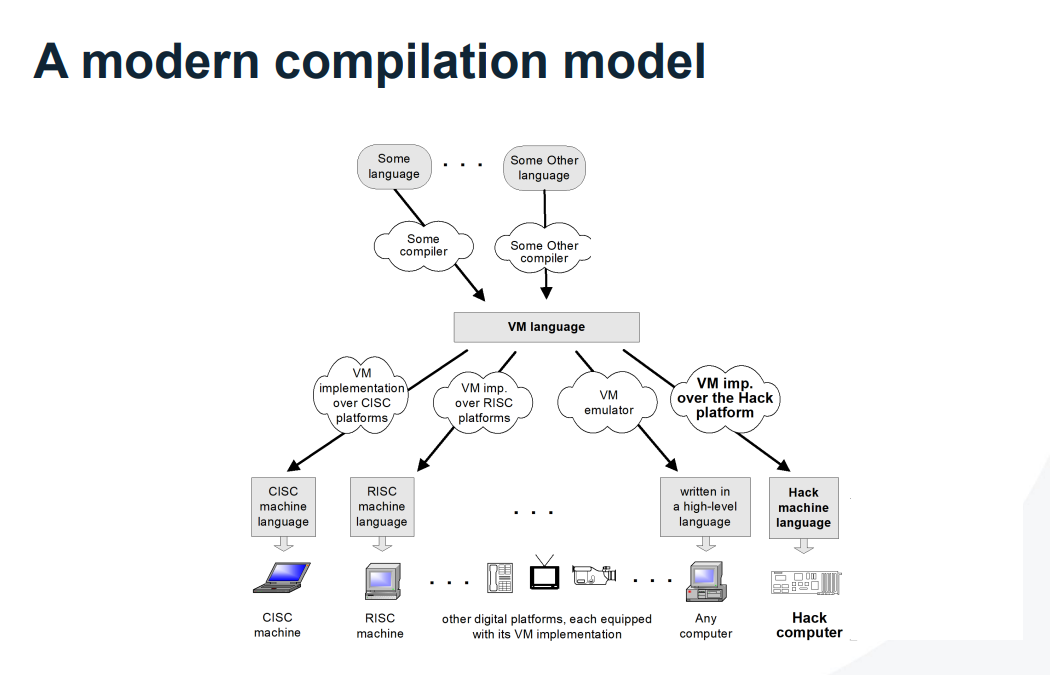 A modern compilation model
Some
language
. . .
Some Other
language
Some
compiler
Some Other
compiler
VM language
VM
implementation
over CISC
platforms
VM imp.
over RISC
platforms
VM
emulator
VM imp.
over the Hack
platform
CISC
machine
language
RISC
machine
language
. . .
written in
a high-level
language
Hack
machine
language
. . .
. . .
CISC
machine
RISC
machine
other digital platforms, each equipped
with its VM implementation
Any
computer
Hack
computer